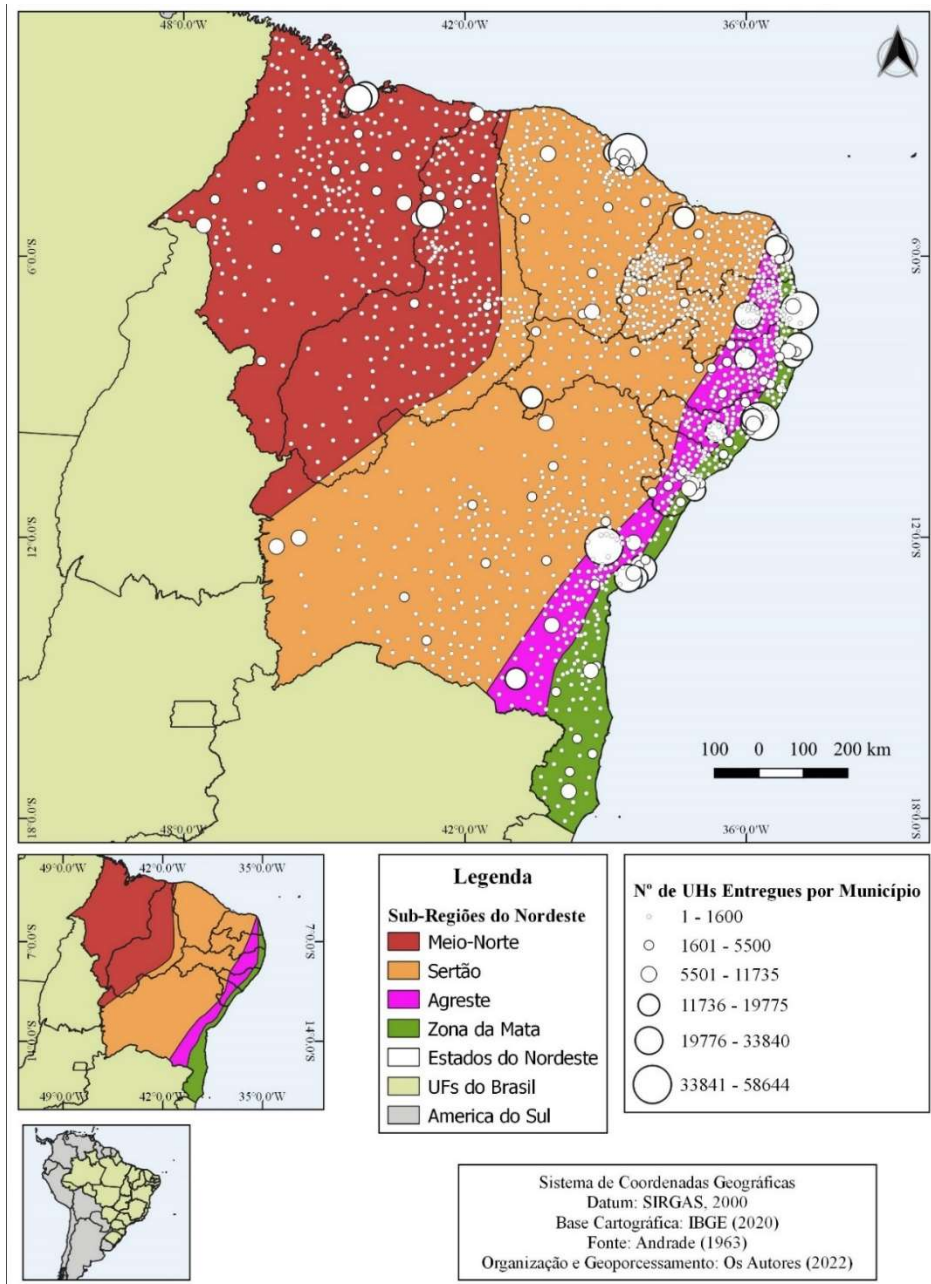 48°0.0'W
42°0.0'W
36°0.0'W
6°0.0'S
6°0.0'S
12°0.0'S
12°0.0'S
100 0 100 200 km
18°0.0'S
18°0.0'S
48°0.0'W
42°0.0'W
36°0.0'W
49°0.0'W 42°0.0'W 35°0.0'W
7°0.0'S
7°0.0'S
14°0.0'S
14°0.0'S
49°0.0'W 42°0.0'W 35°0.0'W
Legenda
Sub-Regiões do Nordeste
Meio-Norte
Sertão
Agreste
Zona da Mata
Estados do Nordeste
UFs do Brasil
America do Sul
Nº de UHs Entregues por Município
1 - 1600
1601 - 5500
5501 - 11735
11736 - 19775
19776 - 33840
33841 - 58644
Sistema de Coordenadas Geográficas
Datum: SIRGAS, 2000
Base Cartográfica: IBGE (2020)
Fonte: Andrade (1963)
Organização e Geoporcessamento: Os Autores (2022)